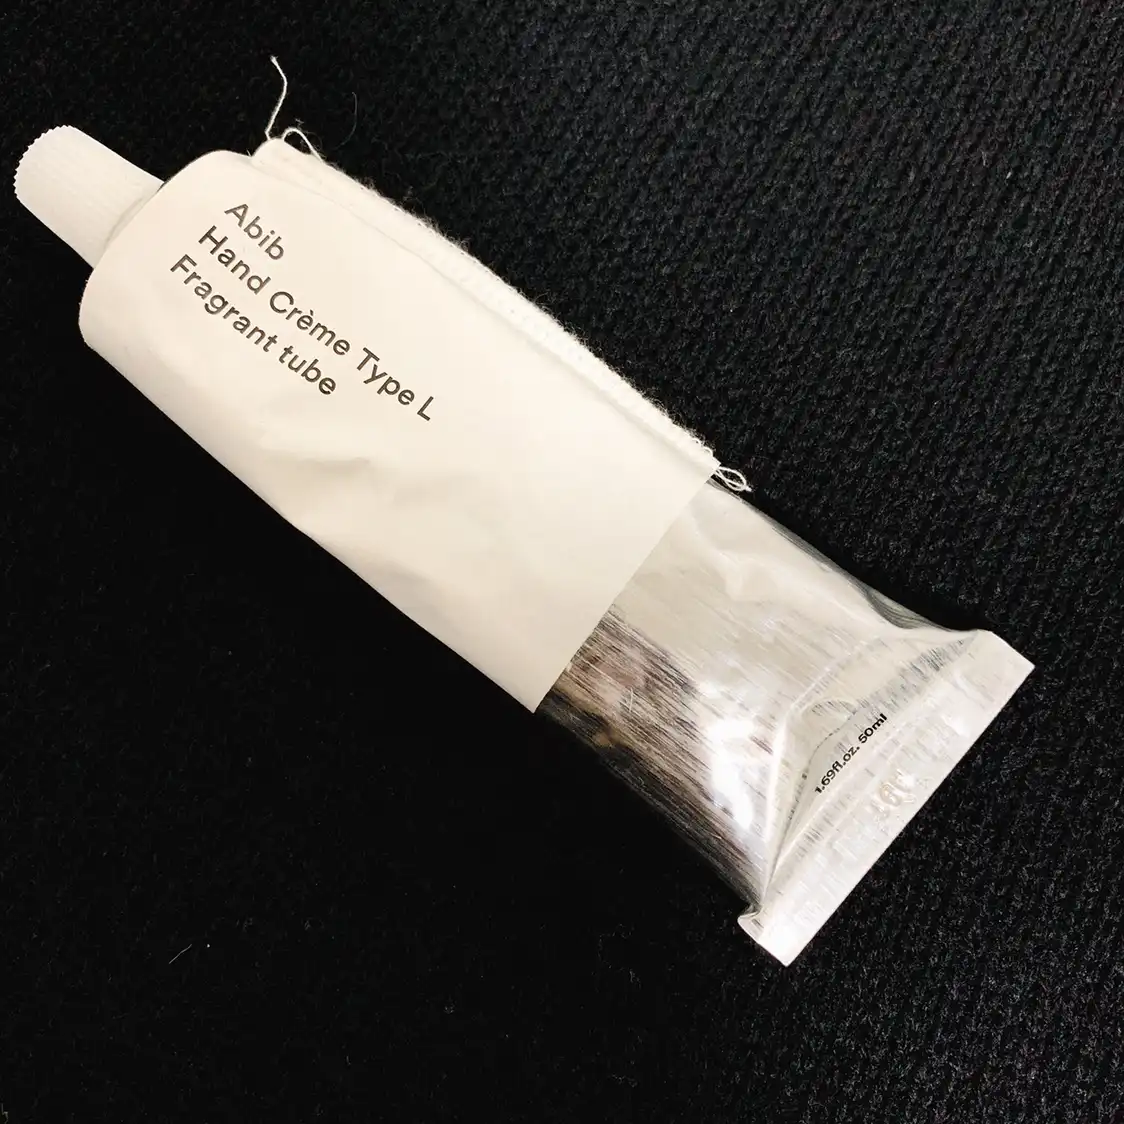 Abib
Hand Crème Type L
Fragrant tube
1.69fl.oz. 50ml